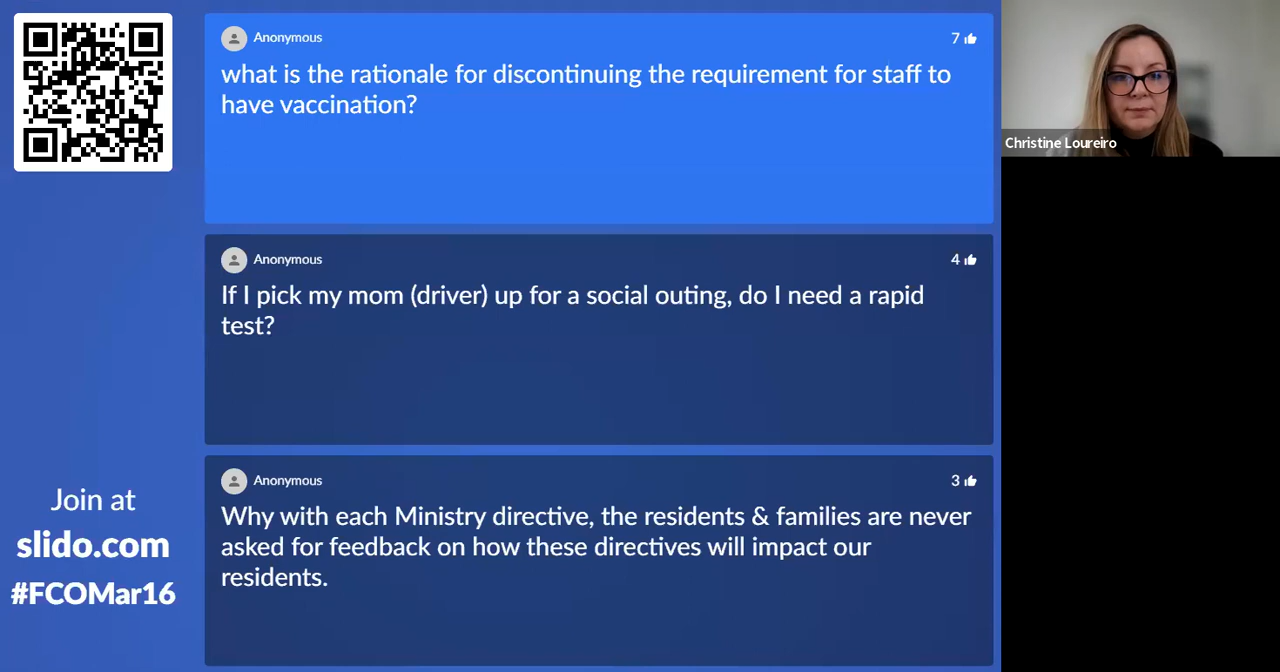 Anonymous
7
what is the rationale for discontinuing the requirement for staff to
have vaccination?
Christine Loureiro
Anonymous
4
If I pick my mom (driver) up for a social outing, do I need a rapid
test?
Anonymous
3
Why with each Ministry directive, the residents & families are never
asked for feedback on how these directives will impact our
residents.
Join at
slido.com
#FCOMar16